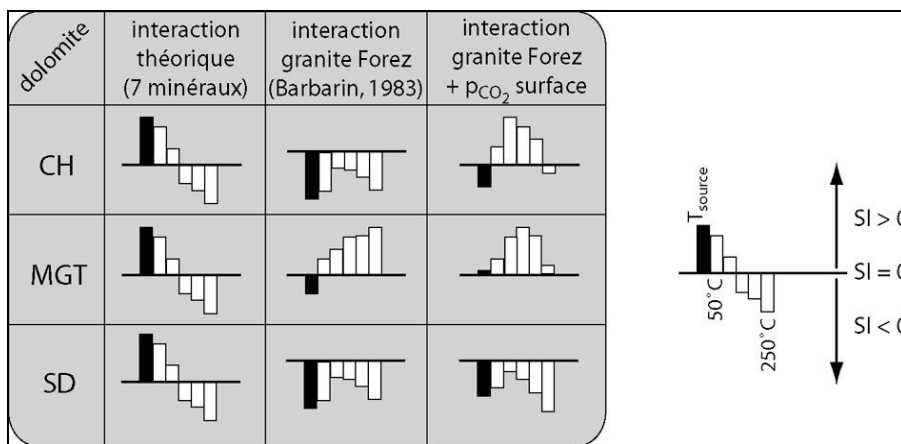 dolomite
interaction
théorique
(7 minéraux)
interaction
granite Forez
(Barbarin, 1983)
interaction
granite Forez
+ pCO2 surface
CH
MGT
SD
Tsource
50°C
250°C
SI > 0
SI = 0
SI < 0